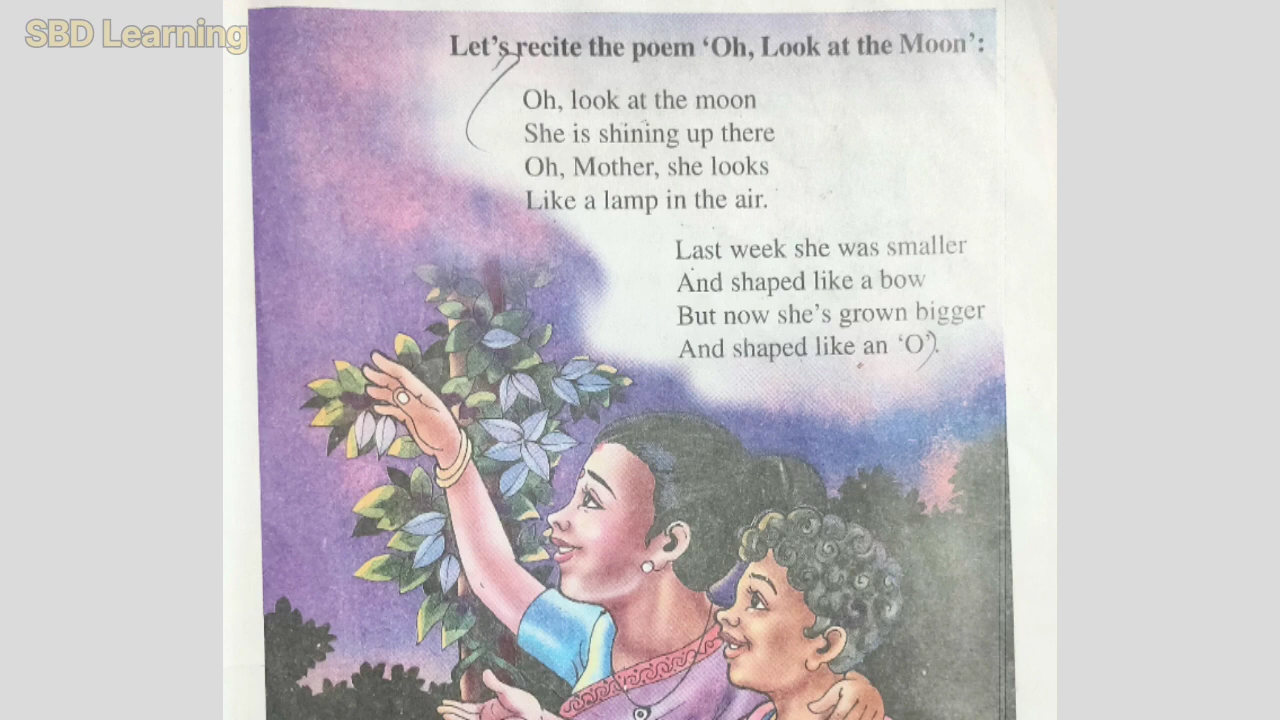 SBD Learning
Let's recite the poem ‘Oh, Look at the Moon’:
Oh, look at the moon
She is shining up there
Oh, Mother, she looks
Like a lamp in the air.
Last week she was smaller
And shaped like a bow
But now she's grown bigger
And shaped like an ‘O’.